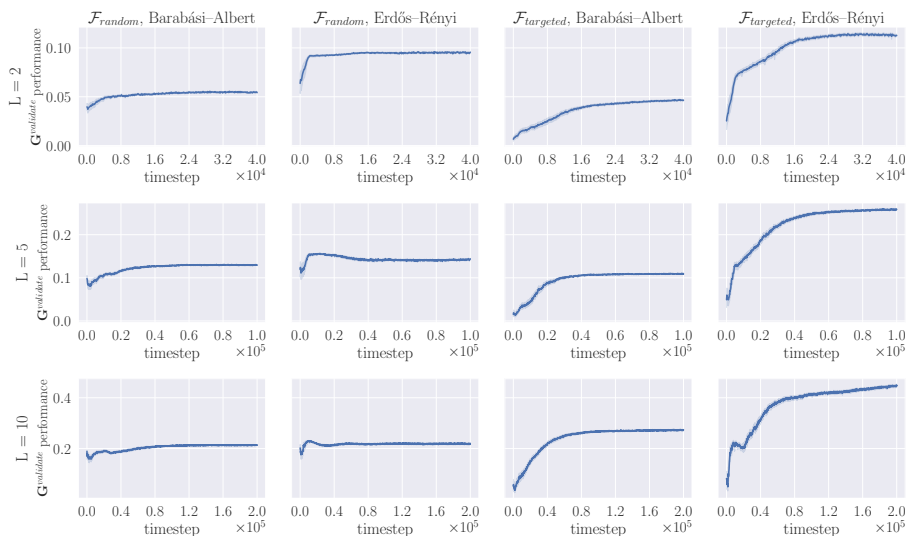 F_random, Barabási–Albert
F_random, Erdős–Rényi
F_targeted, Barabási–Albert
F_targeted, Erdős–Rényi
L = 2
G^validate performance
0.10
0.05
0.00
0.0 0.8 1.6 2.4 3.2 4.0
timestep ×10^4
0.0 0.8 1.6 2.4 3.2 4.0
timestep ×10^4
0.0 0.8 1.6 2.4 3.2 4.0
timestep ×10^4
0.0 0.8 1.6 2.4 3.2 4.0
timestep ×10^4
L = 5
G^validate performance
0.2
0.1
0.0
0.0 0.2 0.4 0.6 0.8 1.0
timestep ×10^5
0.0 0.2 0.4 0.6 0.8 1.0
timestep ×10^5
0.0 0.2 0.4 0.6 0.8 1.0
timestep ×10^5
0.0 0.2 0.4 0.6 0.8 1.0
timestep ×10^5
L = 10
G^validate performance
0.4
0.2
0.0 0.4 0.8 1.2 1.6 2.0
timestep ×10^5
0.0 0.4 0.8 1.2 1.6 2.0
timestep ×10^5
0.0 0.4 0.8 1.2 1.6 2.0
timestep ×10^5
0.0 0.4 0.8 1.2 1.6 2.0
timestep ×10^5